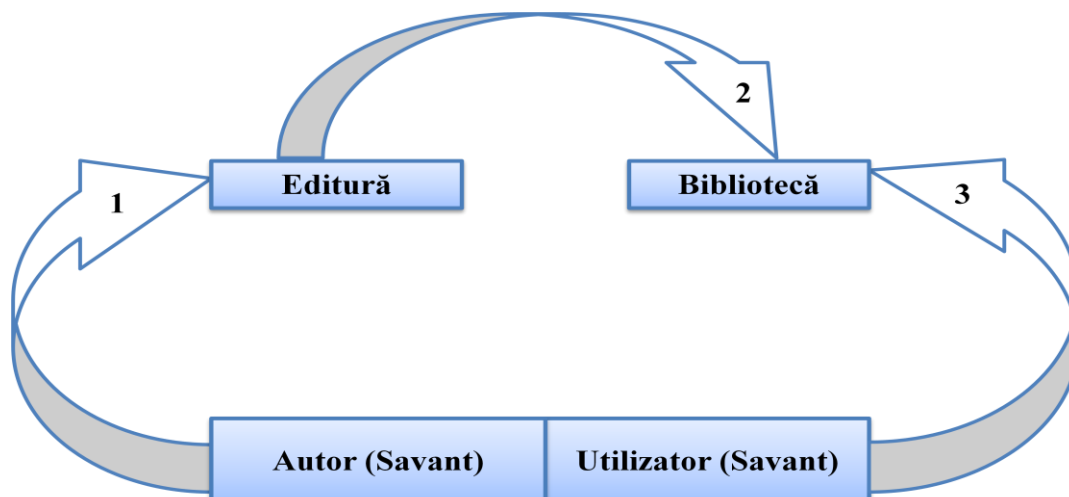 2
Editură
Bibliotecă
1
3
Autor (Savant)
Utilizator (Savant)